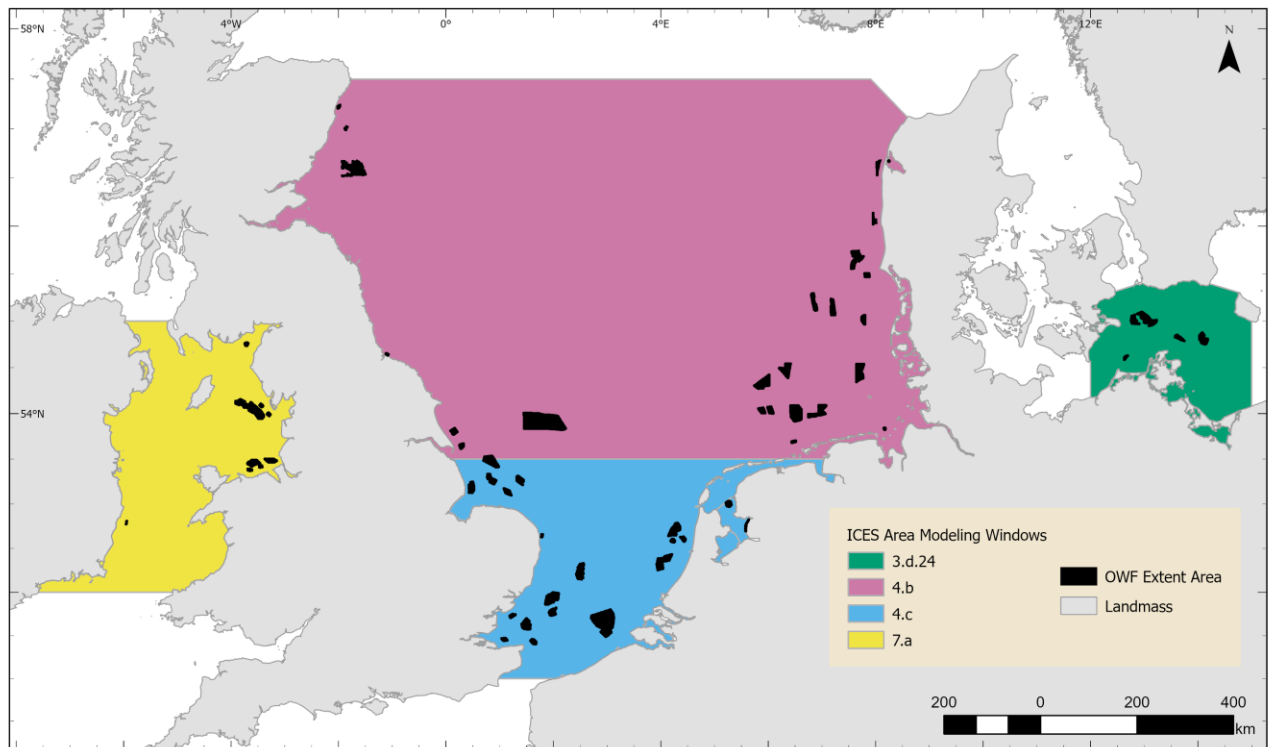 58°N
4°W
0°
4°E
8°E
12°E
N
54°N
ICES Area Modeling Windows
3.d.24
4.b
4.c
7.a
OWF Extent Area
Landmass
200 0 200 400
km